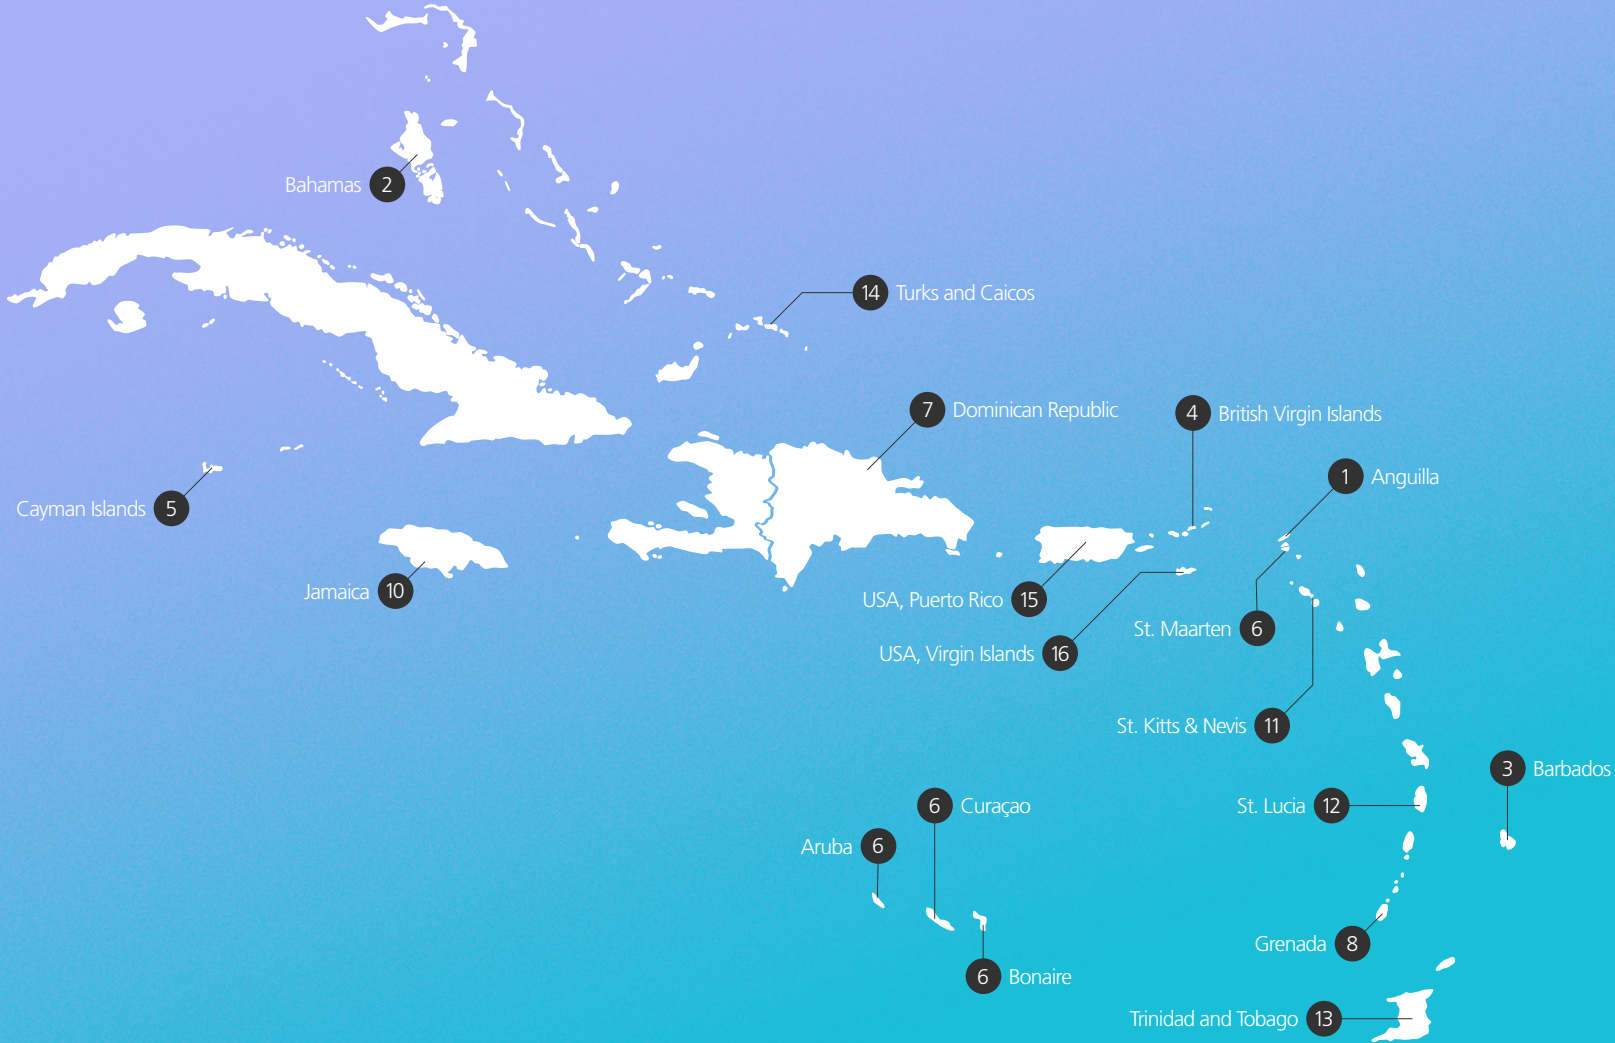 Bahamas 2
14 Turks and Caicos
7 Dominican Republic
4 British Virgin Islands
1 Anguilla
Cayman Islands 5
Jamaica 10
USA, Puerto Rico 15
St. Maarten 6
USA, Virgin Islands 16
St. Kitts & Nevis 11
3 Barbados
6 Curaçao
St. Lucia 12
Aruba 6
Grenada 8
6 Bonaire
Trinidad and Tobago 13